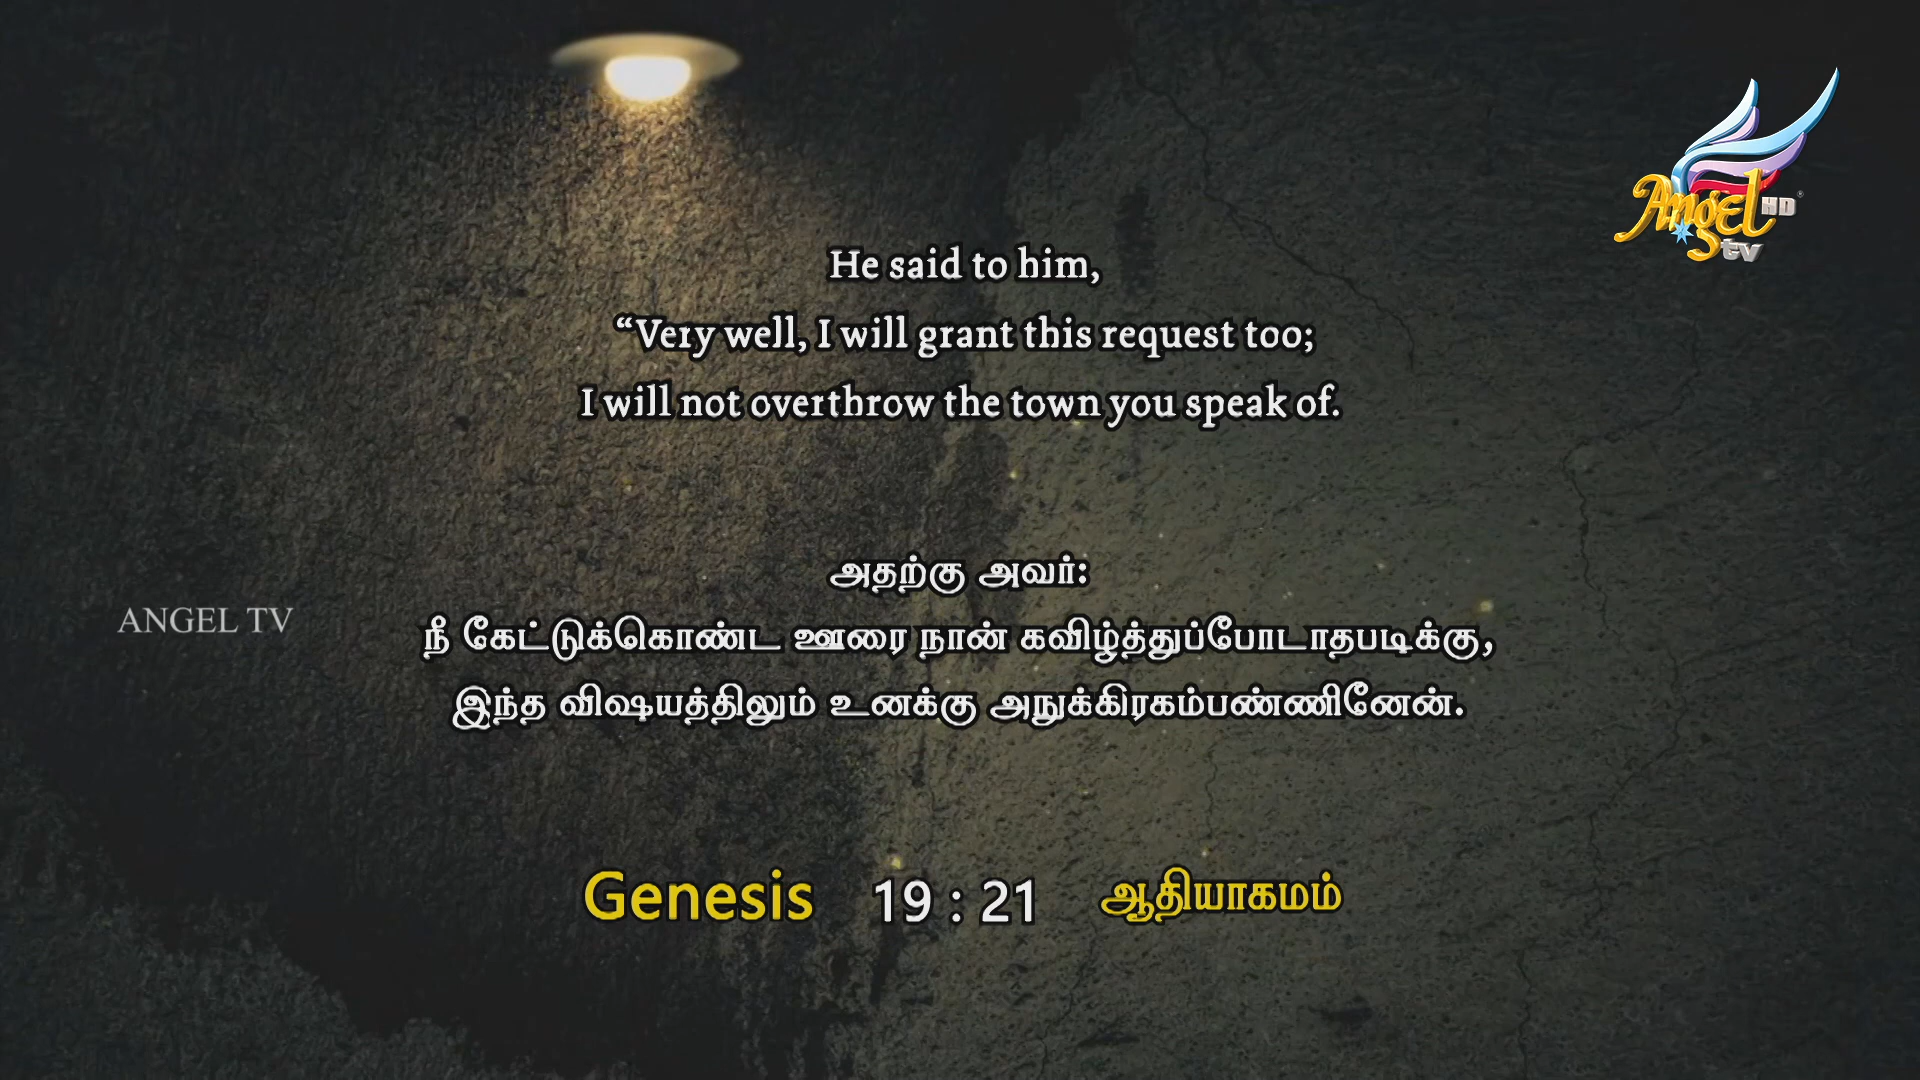 Angel HD
tv
He said to him,
“Very well, I will grant this request too;
I will not overthrow the town you speak of.
அதற்கு அவர்:
ANGEL TV
நீ கேட்டுக்கொண்ட ஊரை நான் கவிழ்த்துப்போடாதபடிக்கு,
இந்த விஷயத்திலும் உனக்கு அநுக்கிரகம்பண்ணினேன்.
Genesis 19 : 21 ஆதியாகமம்